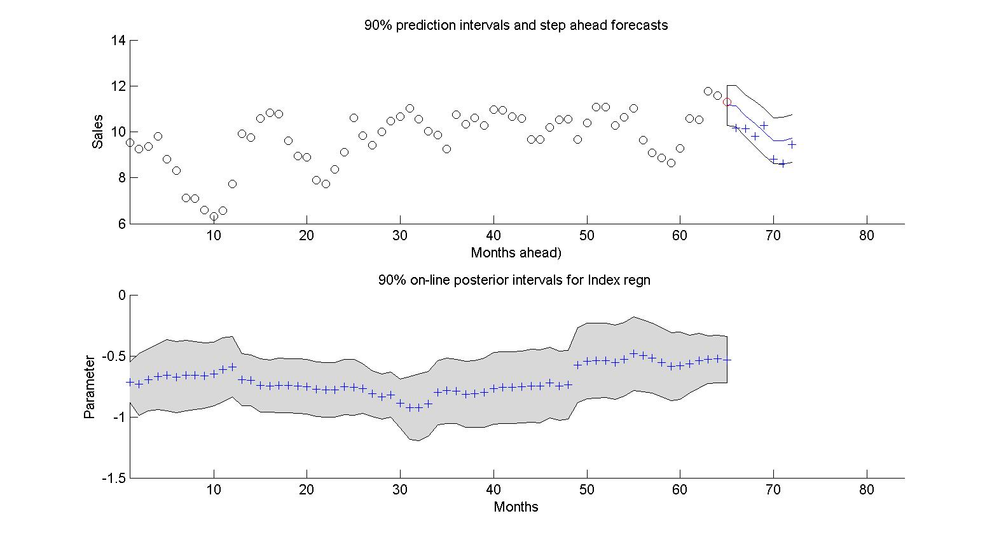 90% prediction intervals and step ahead forecasts
14
12
10
8
6
Sales
10 20 30 40 50 60 70 80
Months ahead)
90% on-line posterior intervals for Index regn
0
-0.5
-1
-1.5
Parameter
10 20 30 40 50 60 70 80
Months